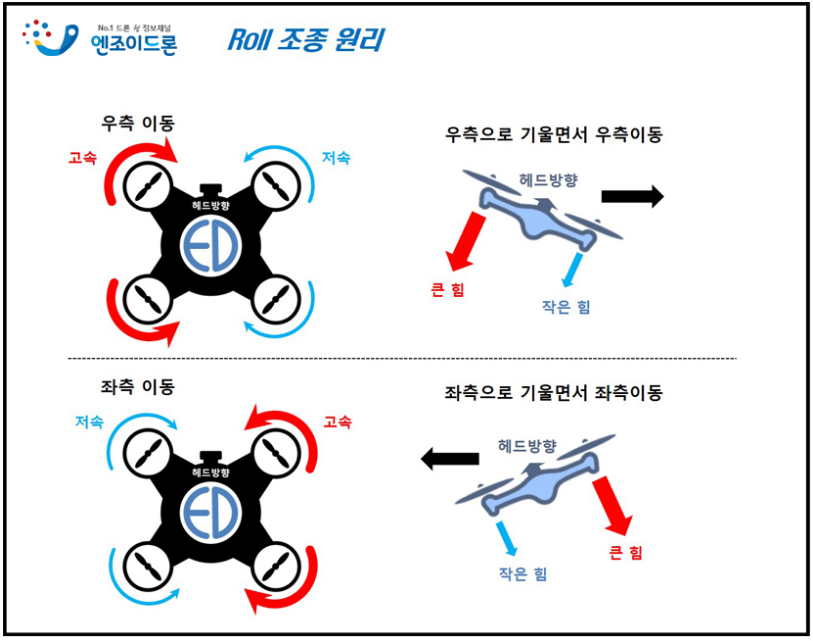 No.1 드론 샵 정보채널
엔조이드론
Roll 조종 원리
우측 이동
고속
저속
헤드방향
ED
우측으로 기울면서 우측이동
헤드방향
큰 힘
작은 힘
좌측 이동
저속
고속
헤드방향
ED
좌측으로 기울면서 좌측이동
헤드방향
작은 힘
큰 힘